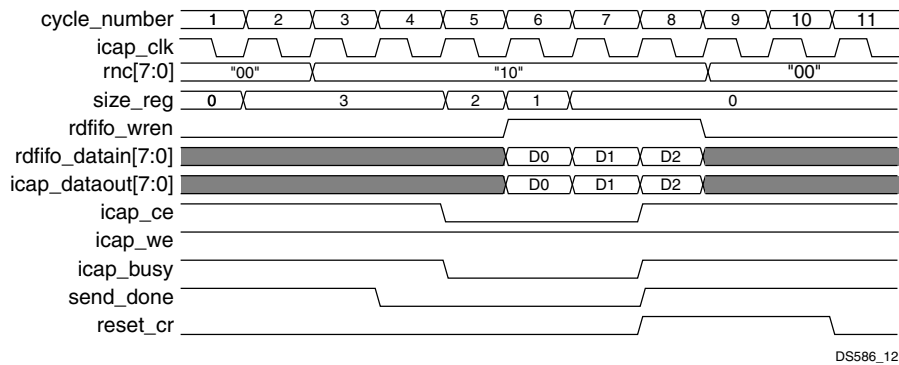 cycle_number 1 2 3 4 5 6 7 8 9 10 11
icap_clk
rnc[7:0] "00" "10" "00"
size_reg 0 3 2 1 0
rdfifo_wren
rdfifo_datain[7:0] D0 D1 D2
icap_dataout[7:0] D0 D1 D2
icap_ce
icap_we
icap_busy
send_done
reset_cr
DS586_12